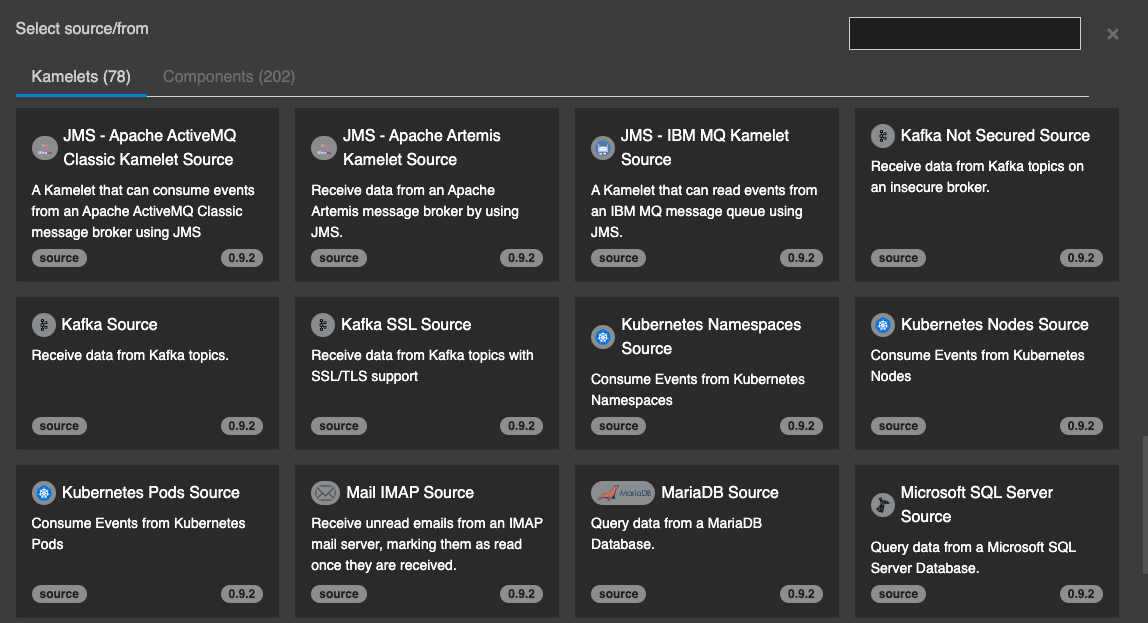 Select source/from
Kamelets (78)
Components (202)
JMS - Apache ActiveMQ
Classic Kamelet Source
A Kamelet that can consume events
from an Apache ActiveMQ Classic
message broker using JMS
source
0.9.2
JMS - Apache Artemis
Kamelet Source
Receive data from an Apache
Artemis message broker by using
JMS.
source
0.9.2
JMS - IBM MQ Kamelet
Source
A Kamelet that can read events from
an IBM MQ message queue using
JMS.
source
0.9.2
Kafka Not Secured Source
Receive data from Kafka topics on
an insecure broker.
source
0.9.2
Kafka Source
Receive data from Kafka topics.
source
0.9.2
Kafka SSL Source
Receive data from Kafka topics with
SSL/TLS support
source
0.9.2
Kubernetes Namespaces
Source
Consume Events from Kubernetes
Namespaces
source
0.9.2
Kubernetes Nodes Source
Consume Events from Kubernetes
Nodes
source
0.9.2
Kubernetes Pods Source
Consume Events from Kubernetes
Pods
source
0.9.2
Mail IMAP Source
Receive unread emails from an IMAP
mail server, marking them as read
once they are received.
source
0.9.2
MariaDB
MariaDB Source
Query data from a MariaDB
Database.
source
0.9.2
Microsoft SQL Server
Source
Query data from a Microsoft SQL
Server Database.
source
0.9.2